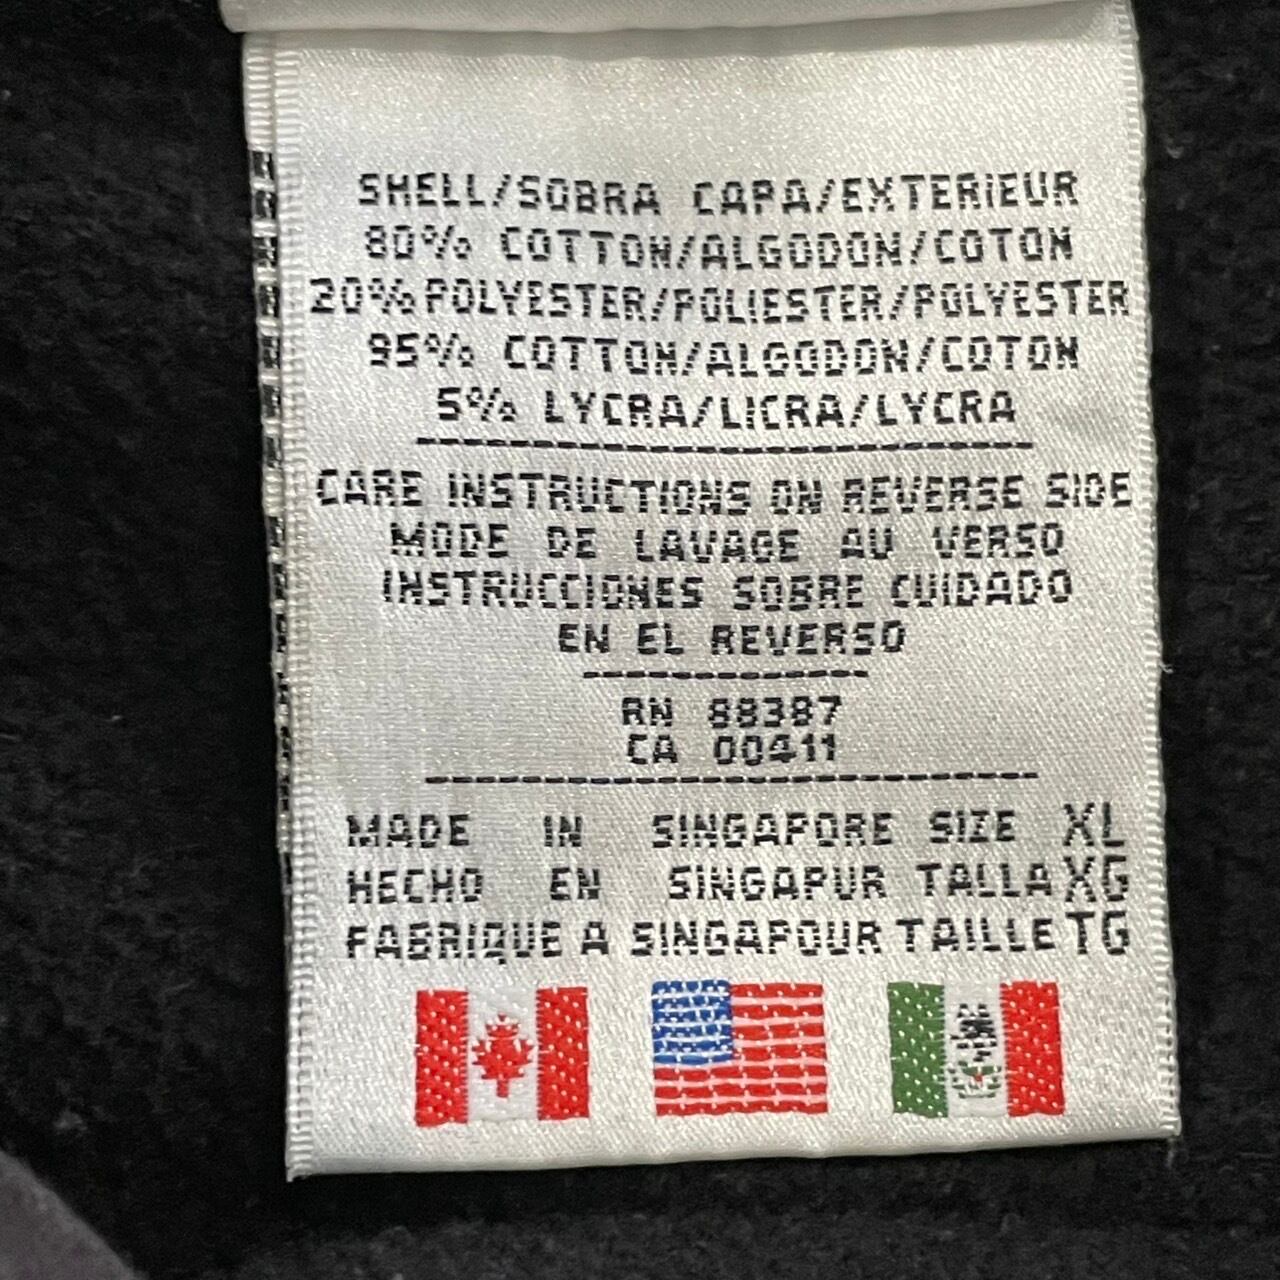 SHELL/SOBRA CAPA/EXTERIEUR
80% COTTON/ALGODON/COTON
20% POLYESTER/POLIESTER/POLYESTER
95% COTTON/ALGODON/COTON
5% LYCRA/LICRA/LYCRA
CARE INSTRUCTIONS ON REVERSE SIDE
MODE DE LAVAGE AU VERSO
INSTRUCCIONES SOBRE CUIDADO
EN EL REVERSO
RN 88387
CA 00411
MADE IN SINGAPORE SIZE XL
HECHO EN SINGAPUR TALLA XG
FABRIQUE A SINGAPOUR TAILLE TG